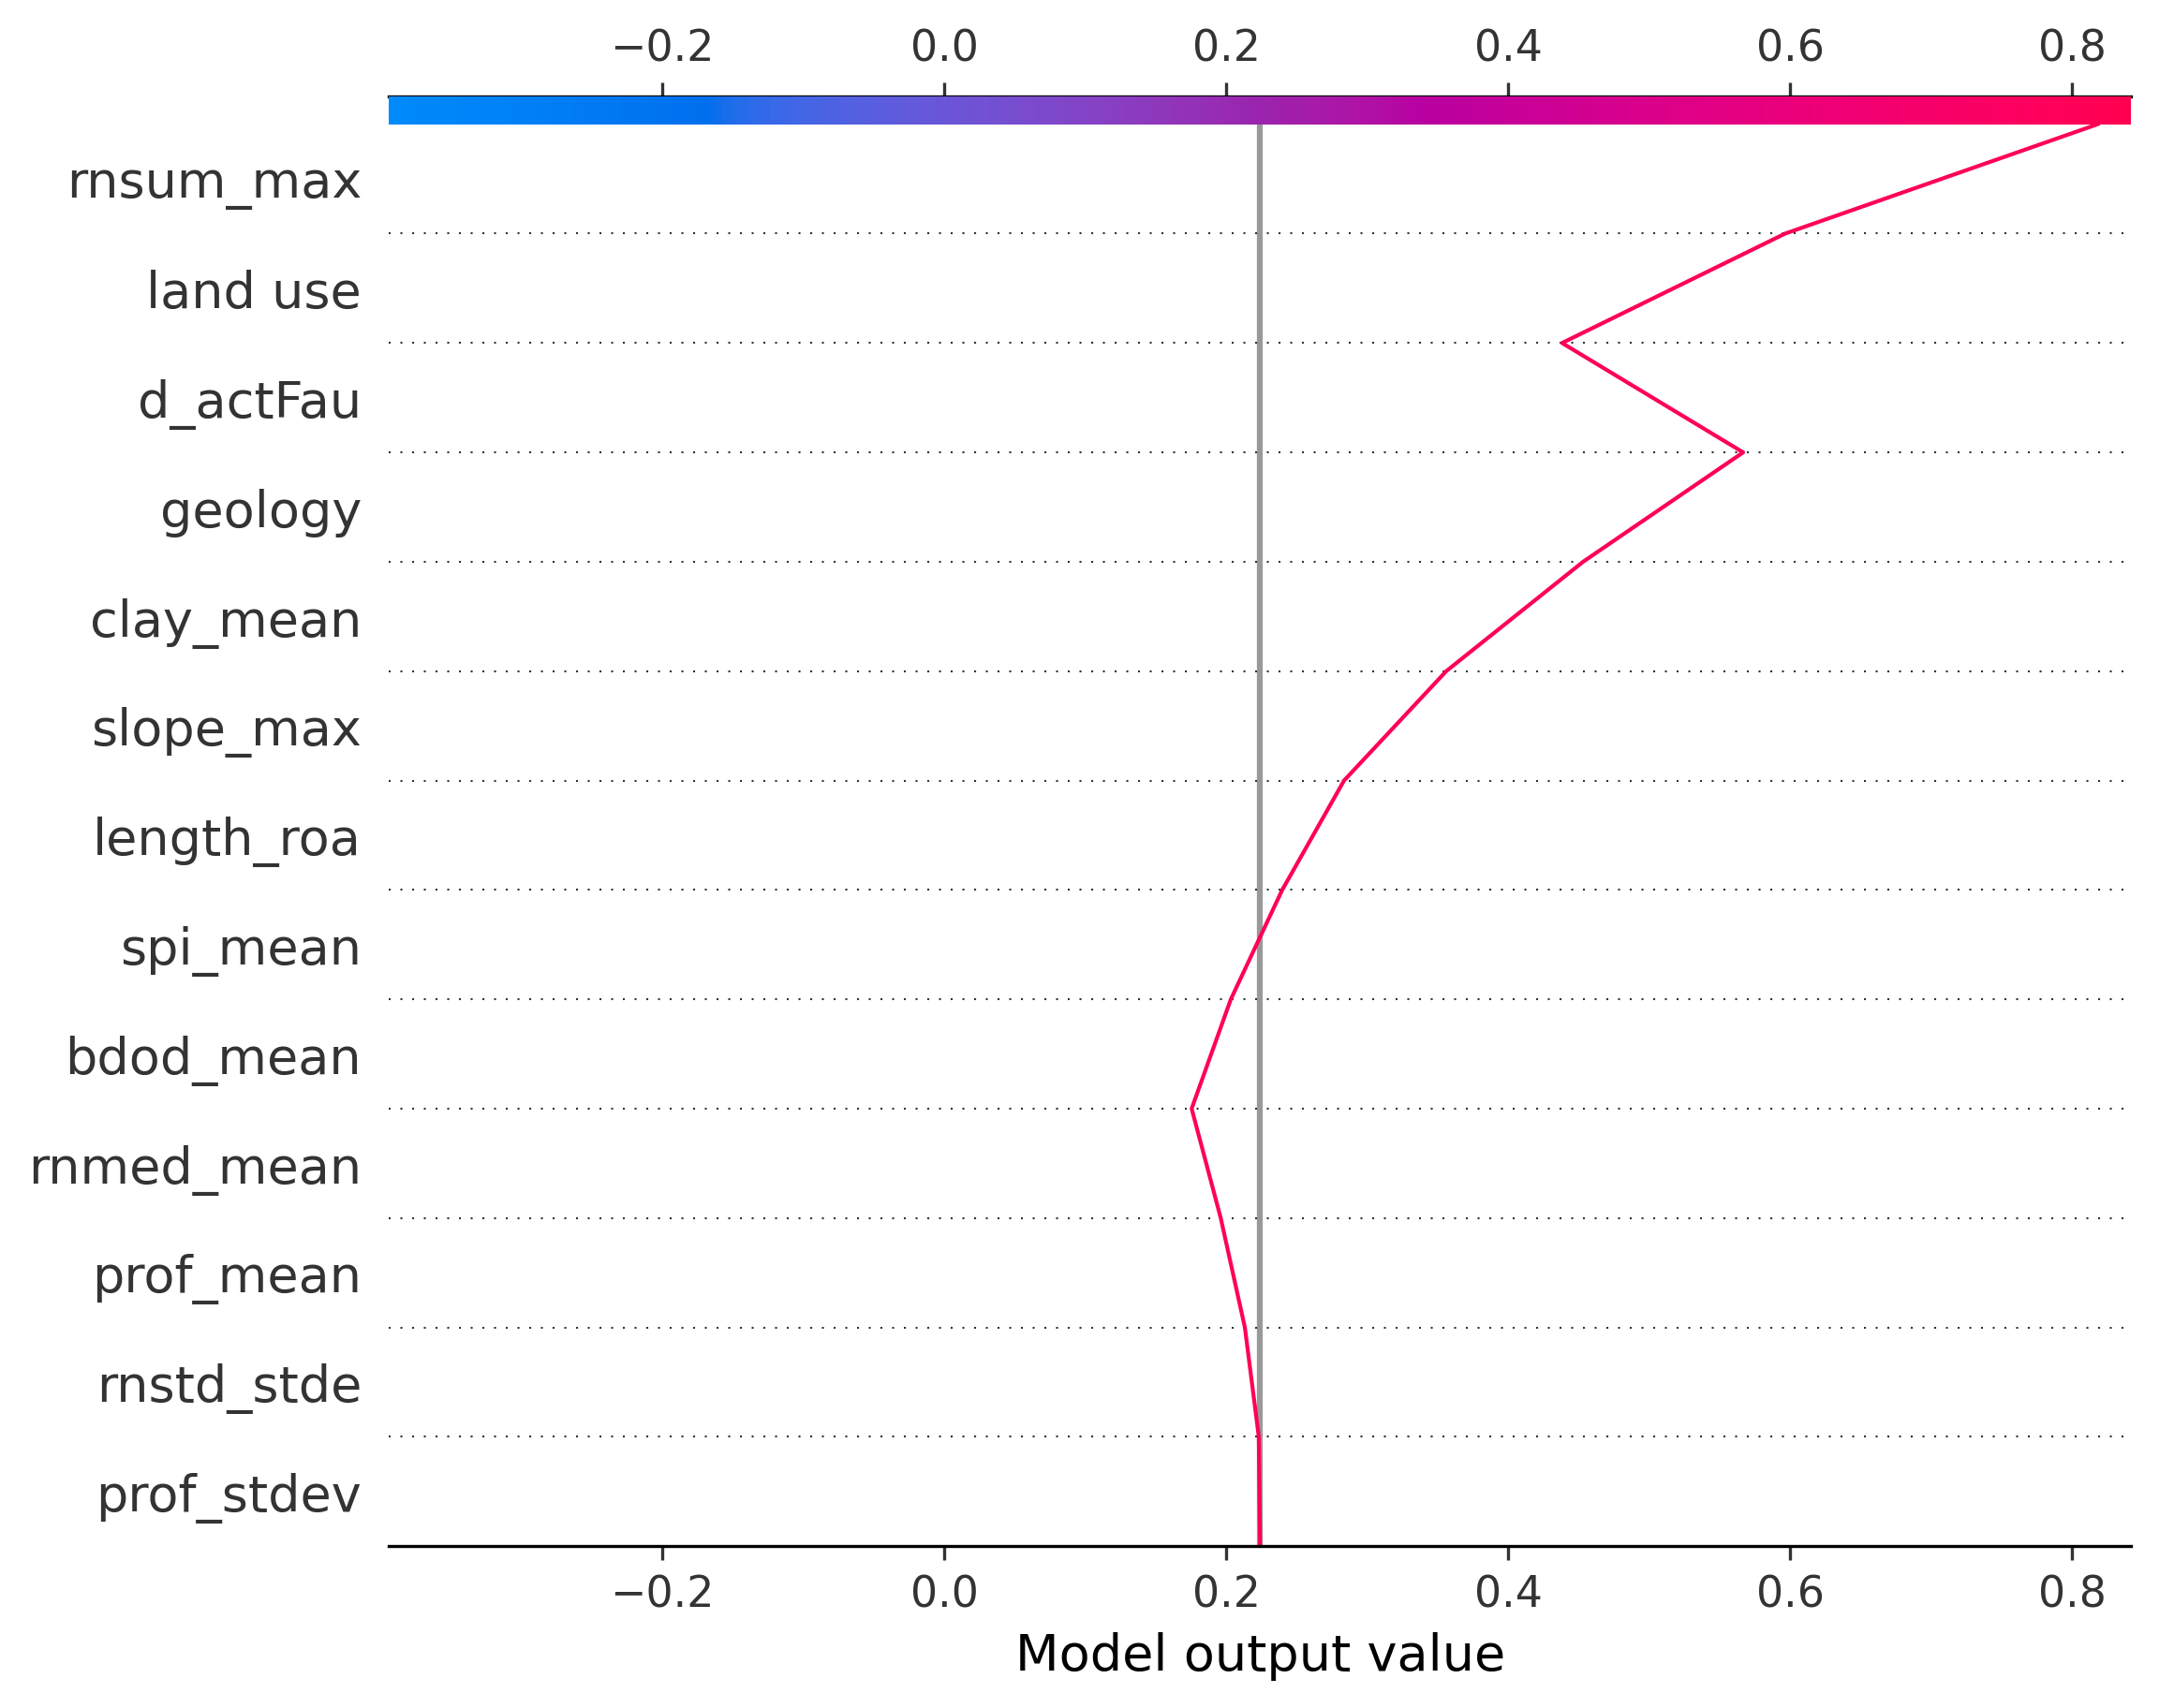 −0.2 0.0 0.2 0.4 0.6 0.8
rnsum_max
land use
d_actFau
geology
clay_mean
slope_max
length_roa
spi_mean
bdod_mean
rnmed_mean
prof_mean
rnstd_stde
prof_stdev
−0.2 0.0 0.2 0.4 0.6 0.8
Model output value